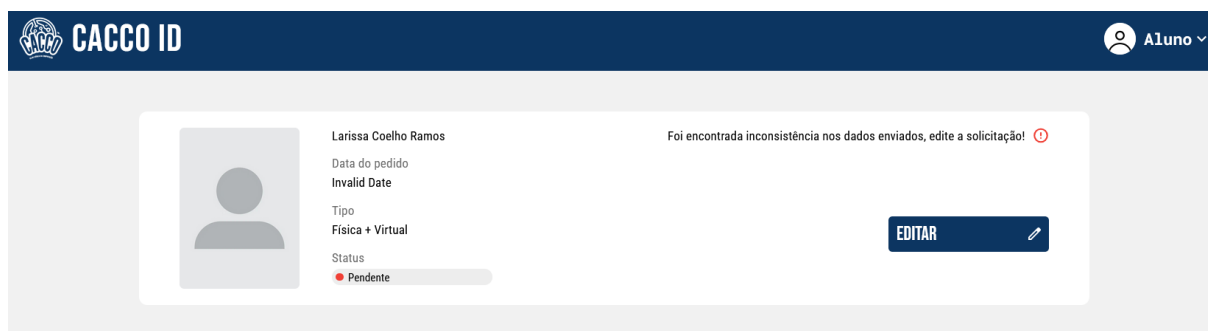 CACCO CACCO ID
Aluno
Larissa Coelho Ramos
Foi encontrada inconsistência nos dados enviados, edite a solicitação!
Data do pedido
Invalid Date
Tipo
Física + Virtual
EDITAR
Status
Pendente